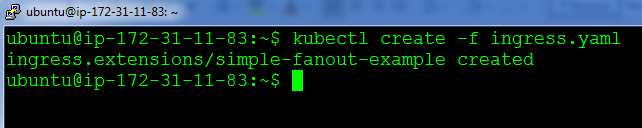 ubuntu@ip-172-31-11-83: ~
ubuntu@ip-172-31-11-83:~$ kubectl create -f ingress.yaml
ingress.extensions/simple-fanout-example created
ubuntu@ip-172-31-11-83:~$